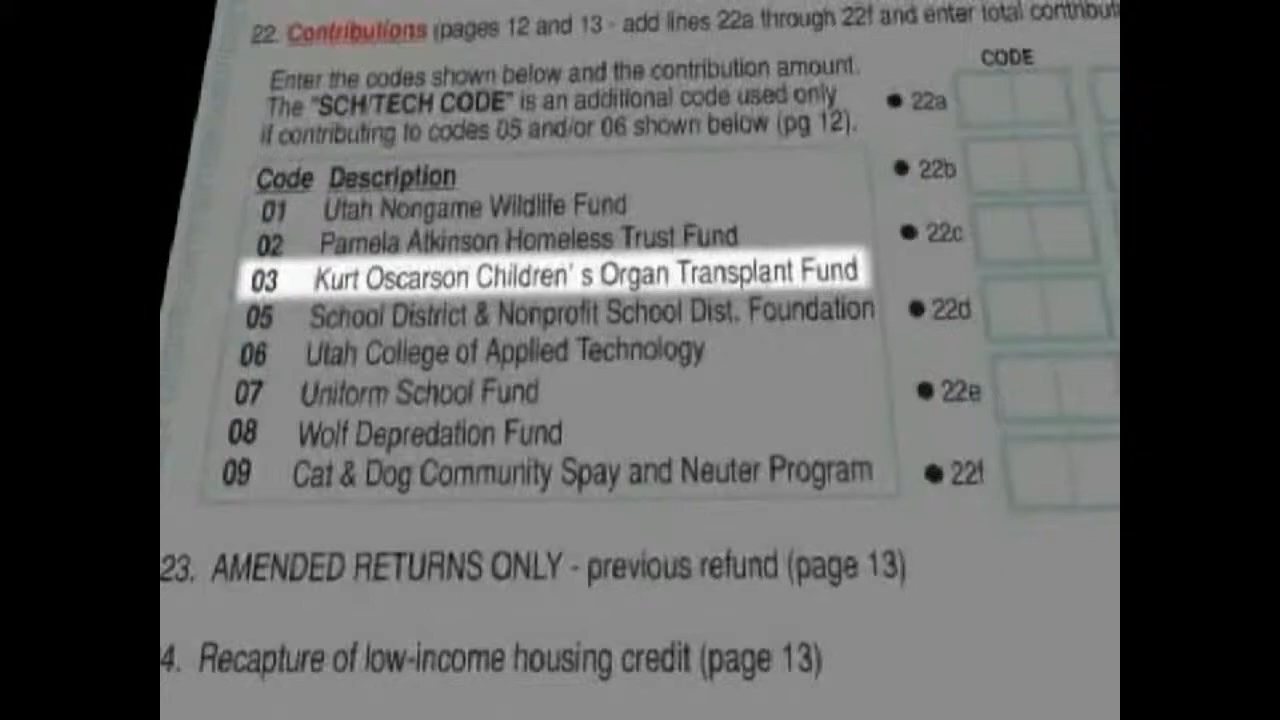 22. Contributions (pages 12 and 13 - add lines 22a through 22f and enter total
CODE
Enter the codes shown below and the contribution amount.
The "SCH/TECH CODE" is an additional code used only
if contributing to codes 05 and/or 06 shown below (pg 12).
• 22a
• 22b
• 22c
• 22d
• 22e
• 22f
Code Description
01 Utah Nongame Wildlife Fund
02 Pamela Atkinson Homeless Trust Fund
03 Kurt Oscarson Children's Organ Transplant Fund
05 School District & Nonprofit School Dist. Foundation
06 Utah College of Applied Technology
07 Uniform School Fund
08 Wolf Depredation Fund
09 Cat & Dog Community Spay and Neuter Program
23. AMENDED RETURNS ONLY - previous refund (page 13)
4. Recapture of low-income housing credit (page 13)